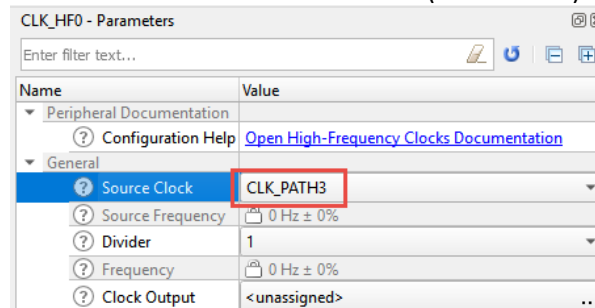 CLK_HF0 - Parameters
Enter filter text...
Name Value
Peripheral Documentation
? Configuration Help Open High-Frequency Clocks Documentation
General
? Source Clock CLK_PATH3
? Source Frequency 0 Hz ± 0%
? Divider 1
? Frequency 0 Hz ± 0%
? Clock Output <unassigned> ..